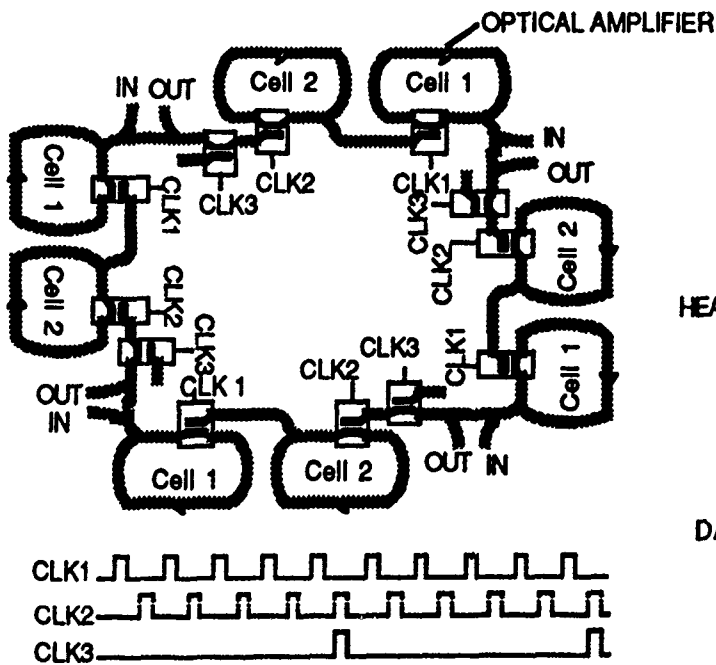 OPTICAL AMPLIFIER
Cell 2
Cell 1
IN OUT
IN
OUT
CLK2
CLK1
CLK3
CLK3
Cell 1
CLK1
CLK2
Cell 2
Cell 2
CLK2
HEA
CLK3
CLK1
Cell 1
CLK 1
CLK2
CLK3
OUT
IN
Cell 1
Cell 2
OUT IN
DA
CLK1
CLK2
CLK3